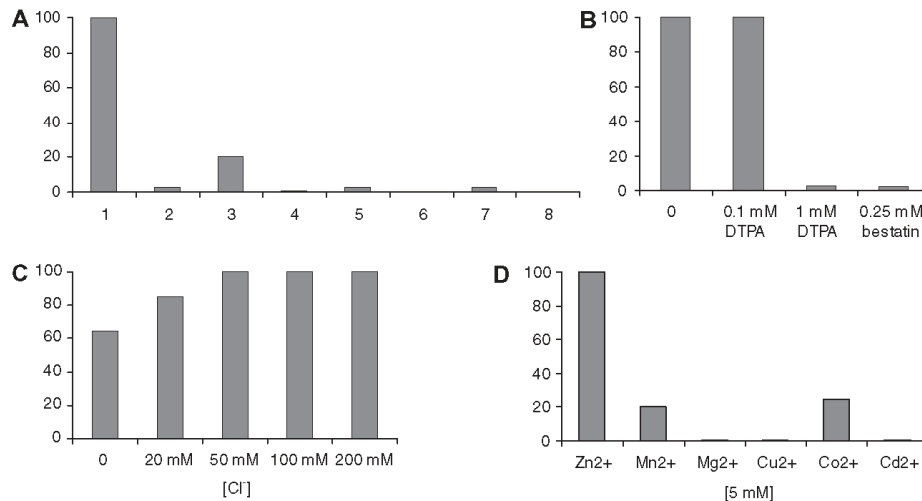 A
100
80
60
40
20
0
1 2 3 4 5 6 7 8
B
100
80
60
40
20
0
0 0.1 mM 1 mM 0.25 mM
DTPA DTPA bestatin
C
100
80
60
40
20
0
0 20 mM 50 mM 100 mM 200 mM
[Cl-]
D
100
80
60
40
20
0
Zn2+ Mn2+ Mg2+ Cu2+ Co2+ Cd2+
[5 mM]